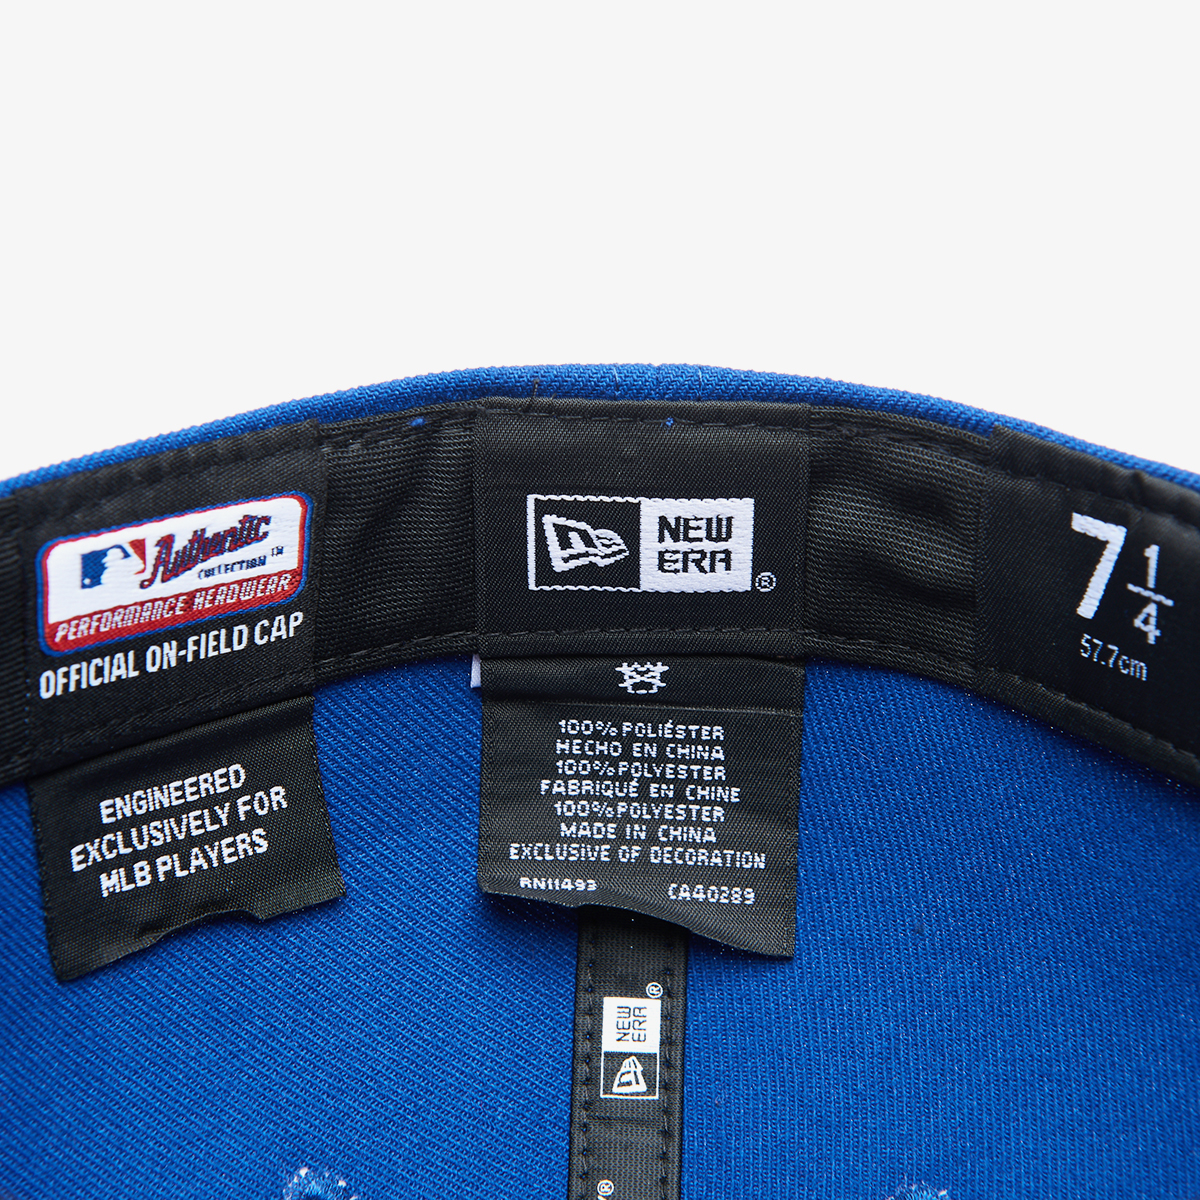 Authentic
COLLECTION™
PERFORMANCE HEADWEAR
OFFICIAL ON-FIELD CAP
ENGINEERED
EXCLUSIVELY FOR
MLB PLAYERS
NEW
ERA®
100% POLIÉSTER
HECHO EN CHINA
100% POLYESTER
FABRIQUÉ EN CHINE
100% POLYESTER
MADE IN CHINA
EXCLUSIVE OF DECORATION
RN11493 CA40289
7 1/4
57.7cm
NEW
ERA®